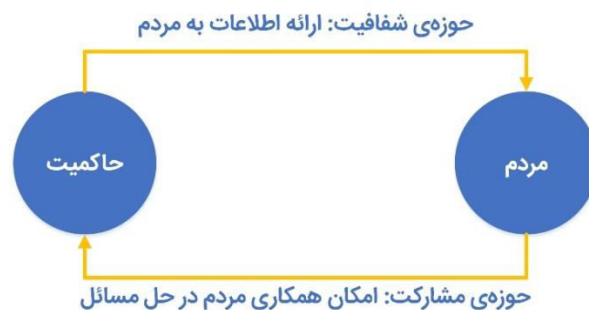 حوزه‌ی شفافیت: ارائه اطلاعات به مردم
مردم
حاکمیت
حوزه‌ی مشارکت: امکان همکاری مردم در حل مسائل